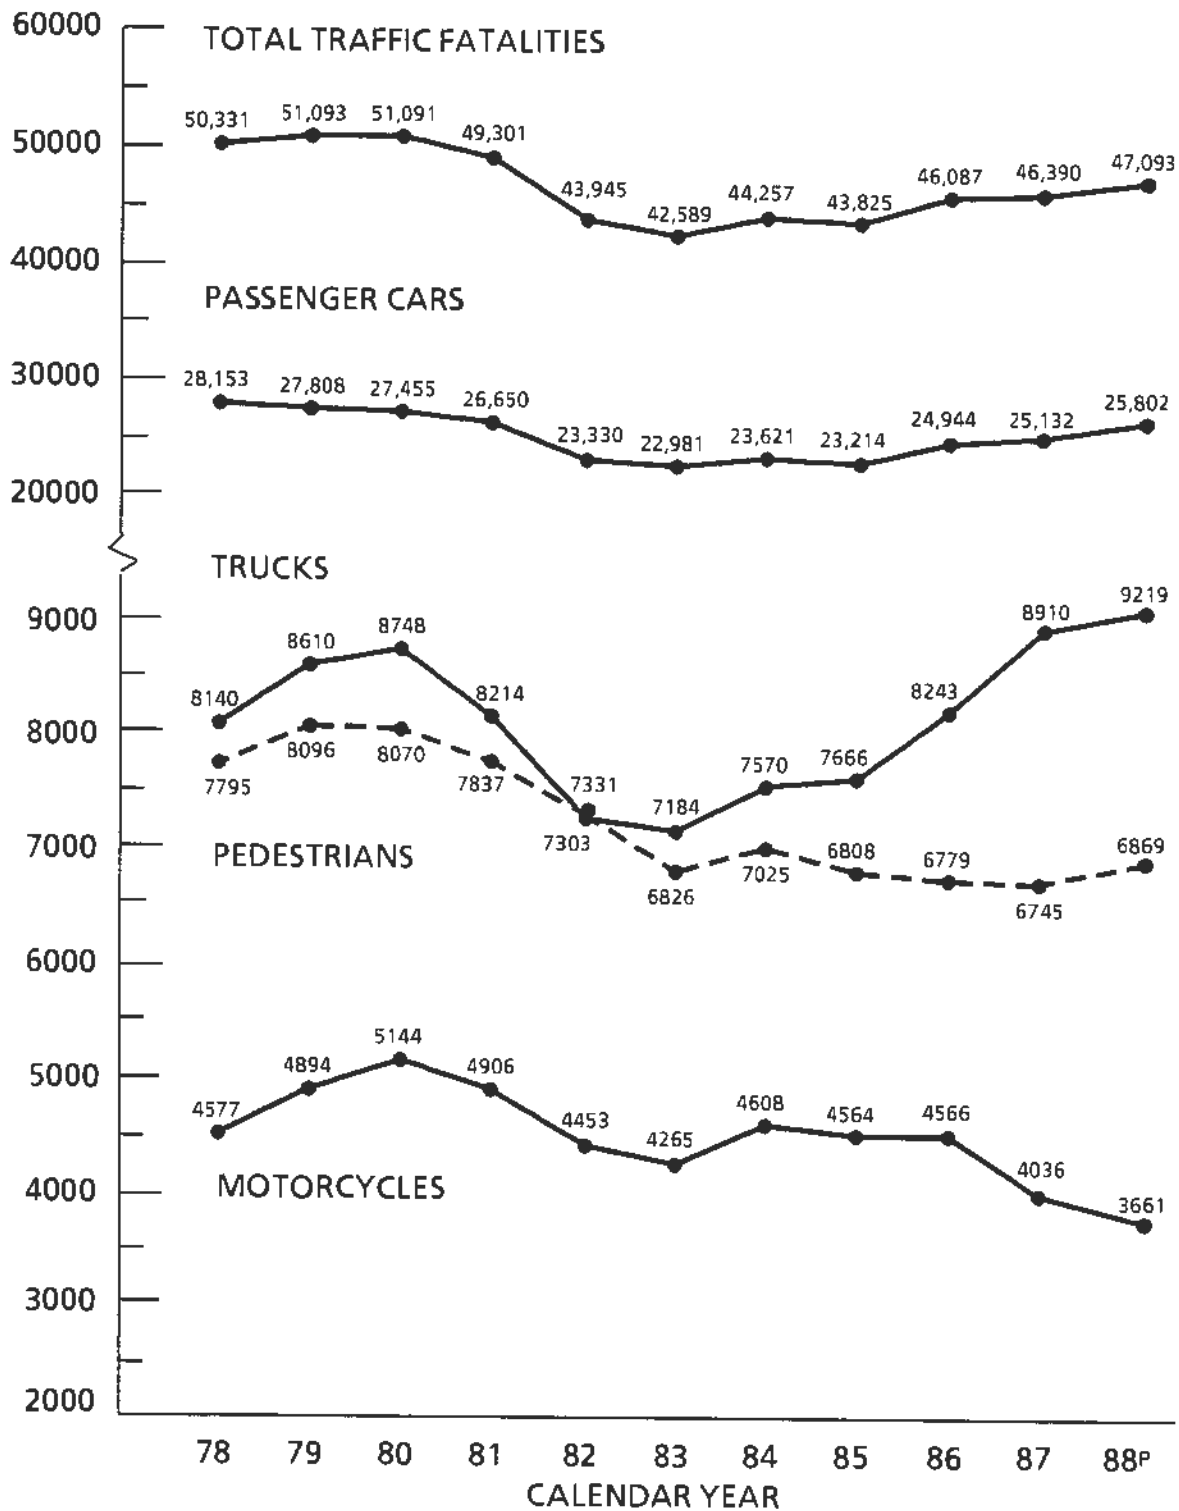 60000
TOTAL TRAFFIC FATALITIES
50,331 51,093 51,091 49,301 43,945 42,589 44,257 43,825 46,087 46,390 47,093
50000
40000
PASSENGER CARS
30000
28,153 27,808 27,455 26,650 23,330 22,981 23,621 23,214 24,944 25,132 25,802
20000
TRUCKS
9000
8140 8610 8748 8214 7331 7184 7570 7666 8243 8910 9219
8000
7795 8096 8070 7837 7303 6826 7025 6808 6779 6745 6869
7000
PEDESTRIANS
6000
5000
4577 4894 5144 4906 4453 4265 4608 4564 4566 4036 3661
4000
MOTORCYCLES
3000
2000
78 79 80 81 82 83 84 85 86 87 88P
CALENDAR YEAR